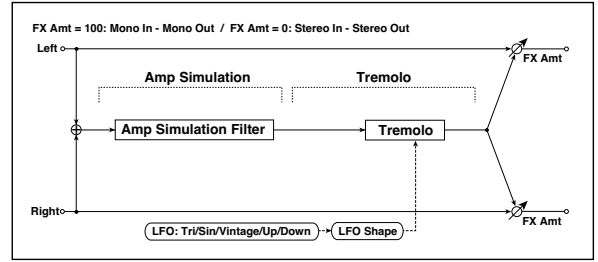 FX Amt = 100: Mono In - Mono Out / FX Amt = 0: Stereo In - Stereo Out
Left
FX Amt
Amp Simulation
Tremolo
Amp Simulation Filter
Tremolo
Right
FX Amt
LFO: Tri/Sin/Vintage/Up/Down
LFO Shape